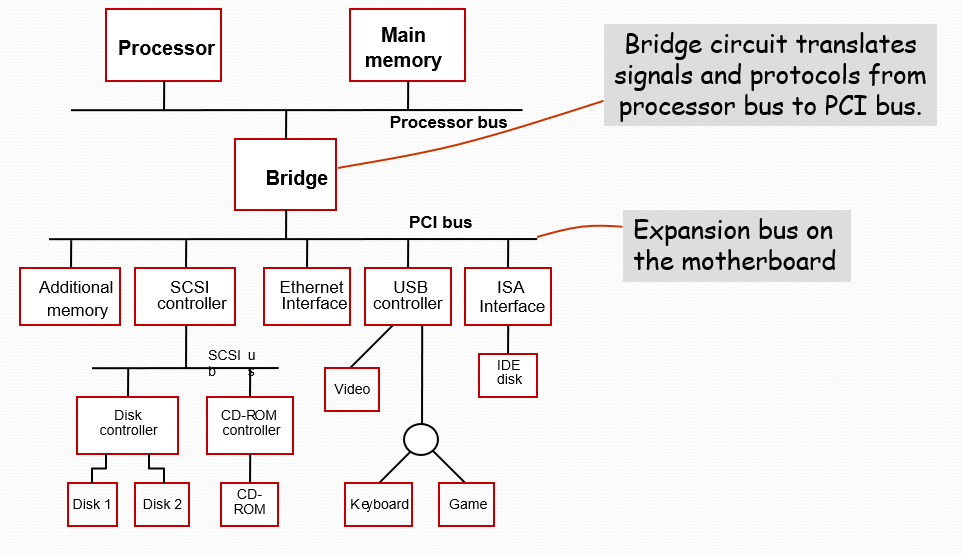 Processor
Main
memory
Bridge circuit translates
signals and protocols from
processor bus to PCI bus.
Processor bus
Bridge
PCI bus
Expansion bus on
the motherboard
Additional
memory
SCSI
controller
Ethernet
Interface
USB
controller
ISA
Interface
SCSI u
b s
IDE
disk
Video
Disk
controller
CD-ROM
controller
Disk 1
Disk 2
CD-
ROM
Keyboard
Game